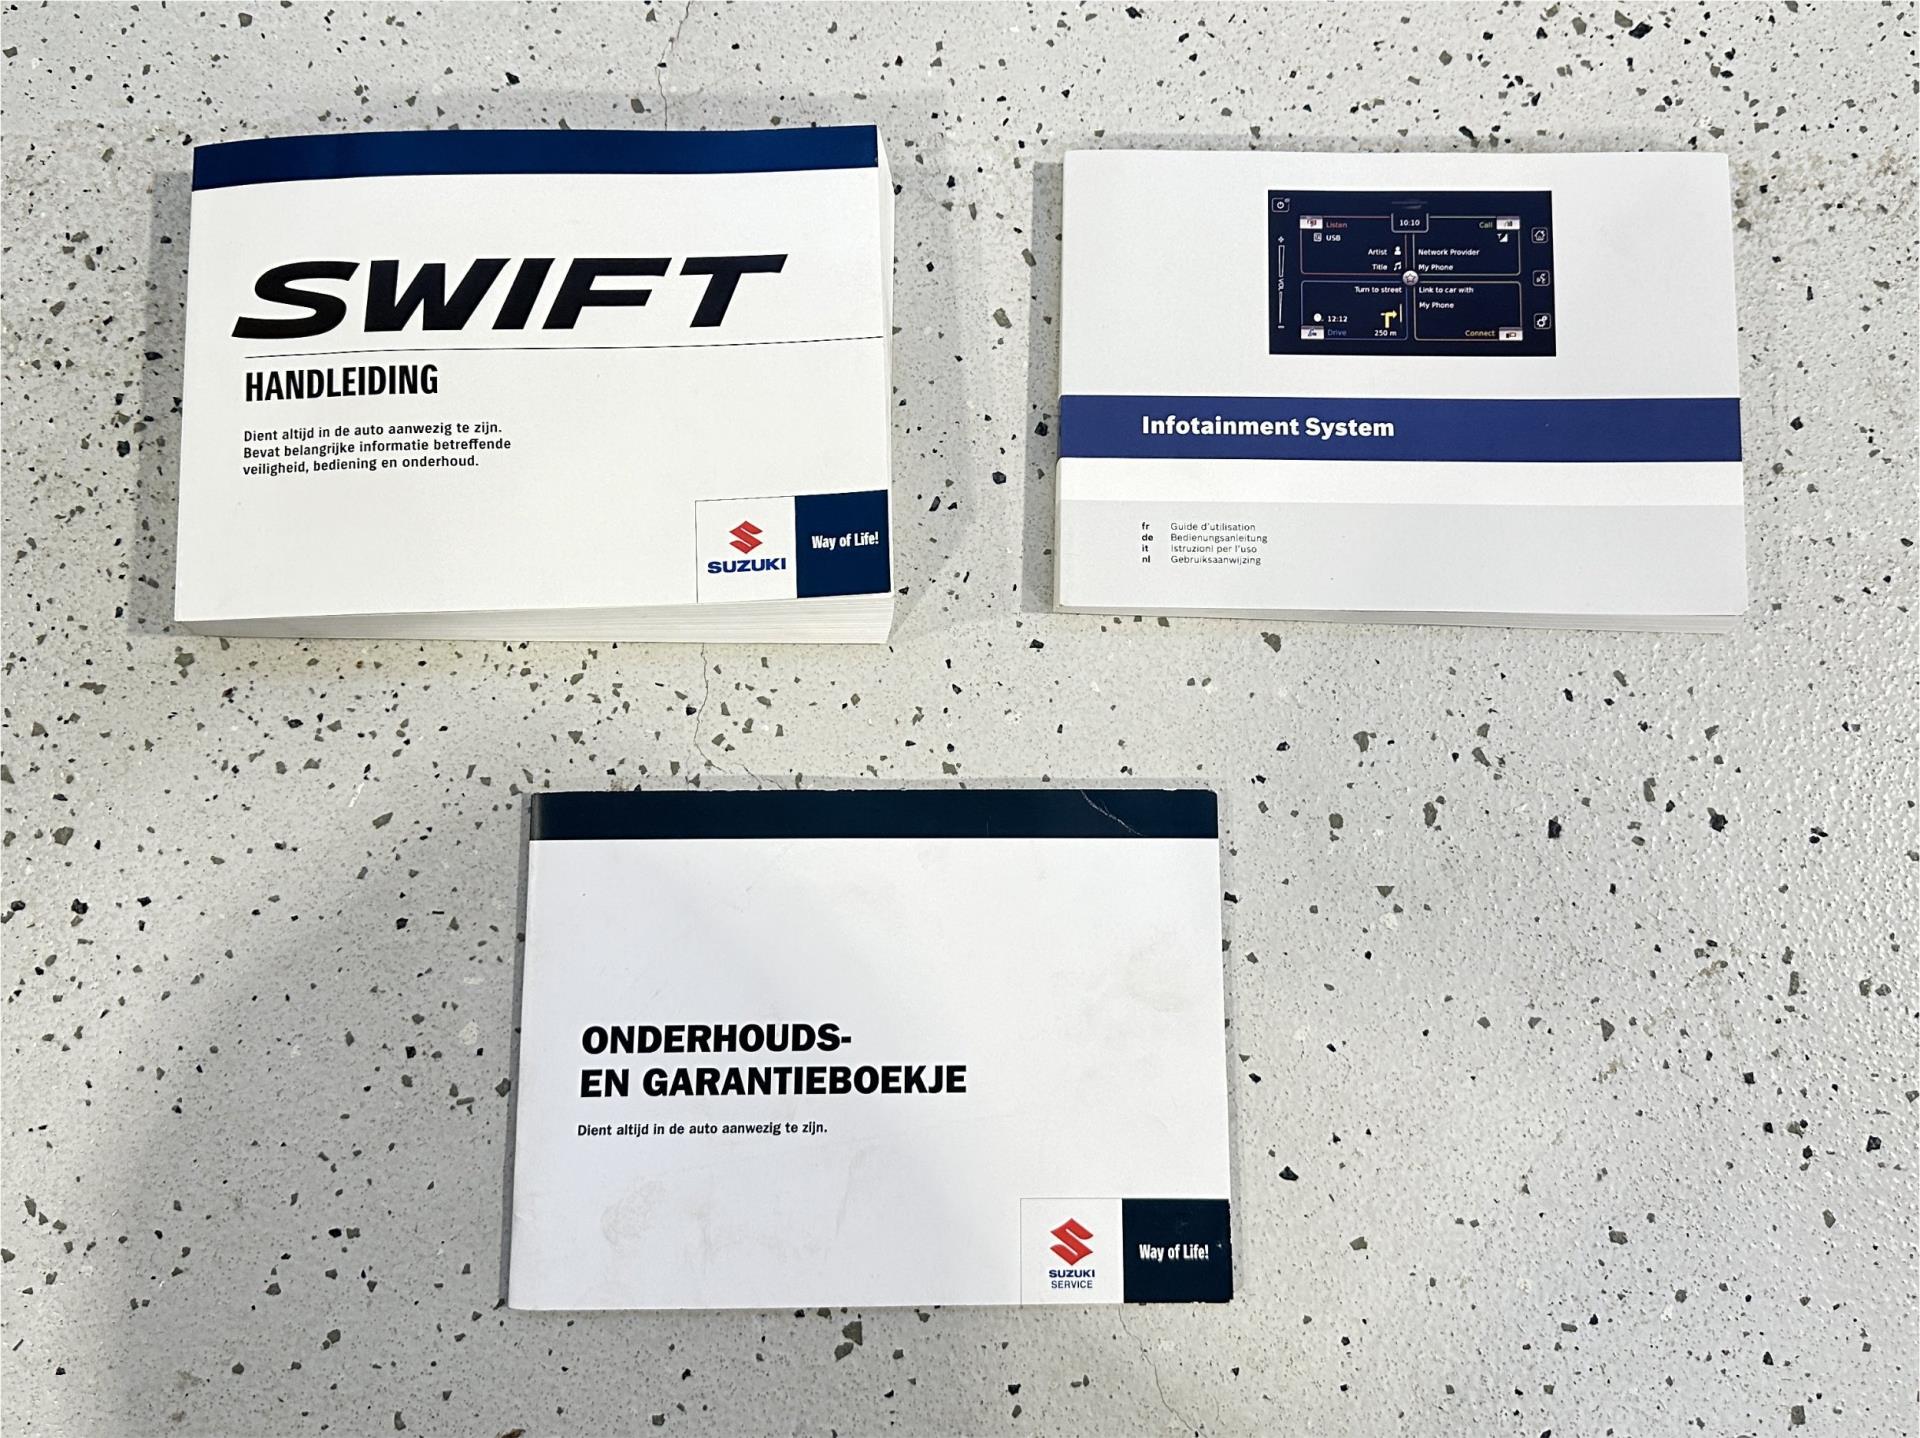 SWIFT
HANDLEIDING
Dient altijd in de auto aanwezig te zijn.
Bevat belangrijke informatie betreffende
veiligheid, bediening en onderhoud.
SUZUKI
Way of Life!
Listen
10:10
Call
USB
Artist
Network Provider
Title
My Phone
VOL
Turn to street
Link to car with
My Phone
12:12
Drive
250 m
Connect
Infotainment System
fr Guide d'utilisation
de Bedienungsanleitung
it Istruzioni per l'uso
nl Gebruiksaanwijzing
ONDERHOUDS-
EN GARANTIEBOEKJE
Dient altijd in de auto aanwezig te zijn.
SUZUKI
SERVICE
Way of Life!